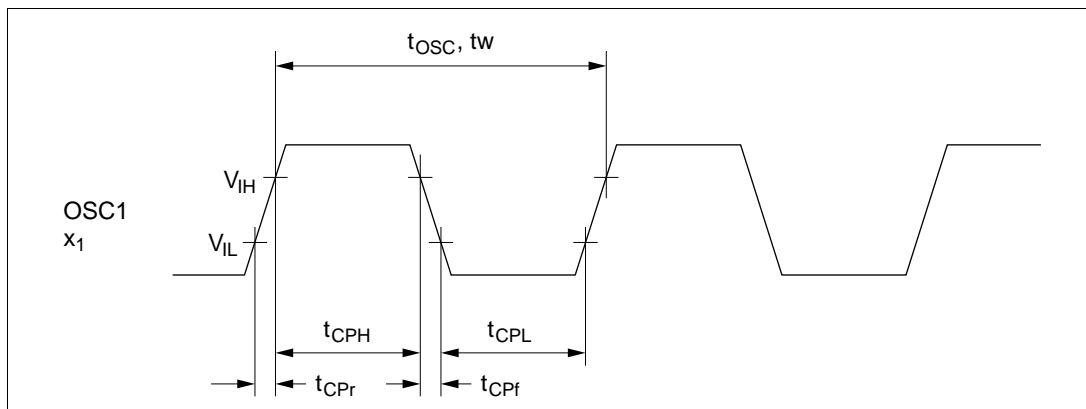 tOSC, tw
VIH
OSC1
x1
VIL
tCPH
tCPL
tCPr
tCPf